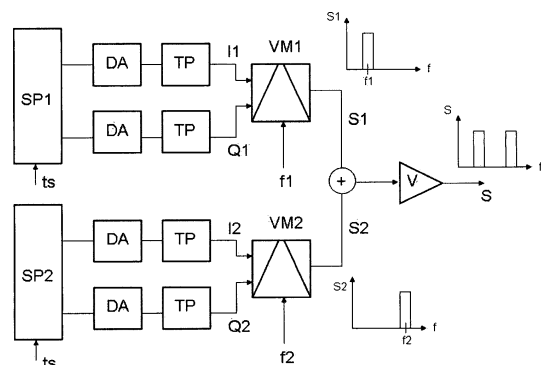 S1
f
f1
SP1
DA
TP
I1
VM1
DA
TP
Q1
f1
ts
S1
+
V
S
S
f
SP2
DA
TP
I2
VM2
S2
DA
TP
Q2
f2
ts
S2
f
f2